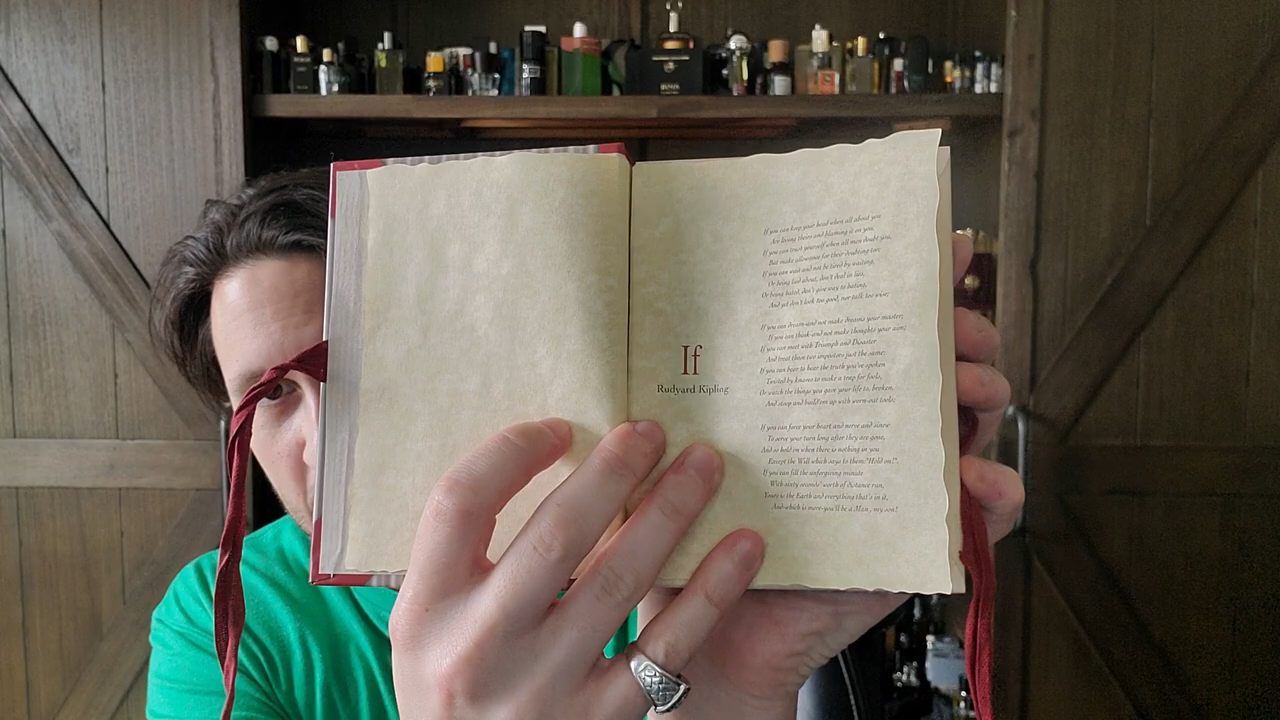 If
Rudyard Kipling
If you can keep your head when all about you
Are losing theirs and blaming it on you,
If you can trust yourself when all men doubt you,
But make allowance for their doubting too;
If you can wait and not be tired by waiting,
Or being lied about, don't deal in lies,
Or being hated, don't give way to hating,
And yet don't look too good, nor talk too wise;
If you can dream-and not make dreams your master;
If you can think-and not make thoughts your aim;
If you can meet with Triumph and Disaster
And treat those two impostors just the same;
If you can bear to hear the truth you've spoken
Twisted by knaves to make a trap for fools,
Or watch the things you gave your life to, broken,
And stoop and build'em up with worn-out tools;
If you can force your heart and nerve and sinew
To serve your turn long after they are gone,
And so hold on when there is nothing in you
Except the Will which says to them: "Hold on!".
If you can fill the unforgiving minute
With sixty seconds' worth of distance run,
Yours is the Earth and everything that's in it,
And-which is more-you'll be a Man, my son!